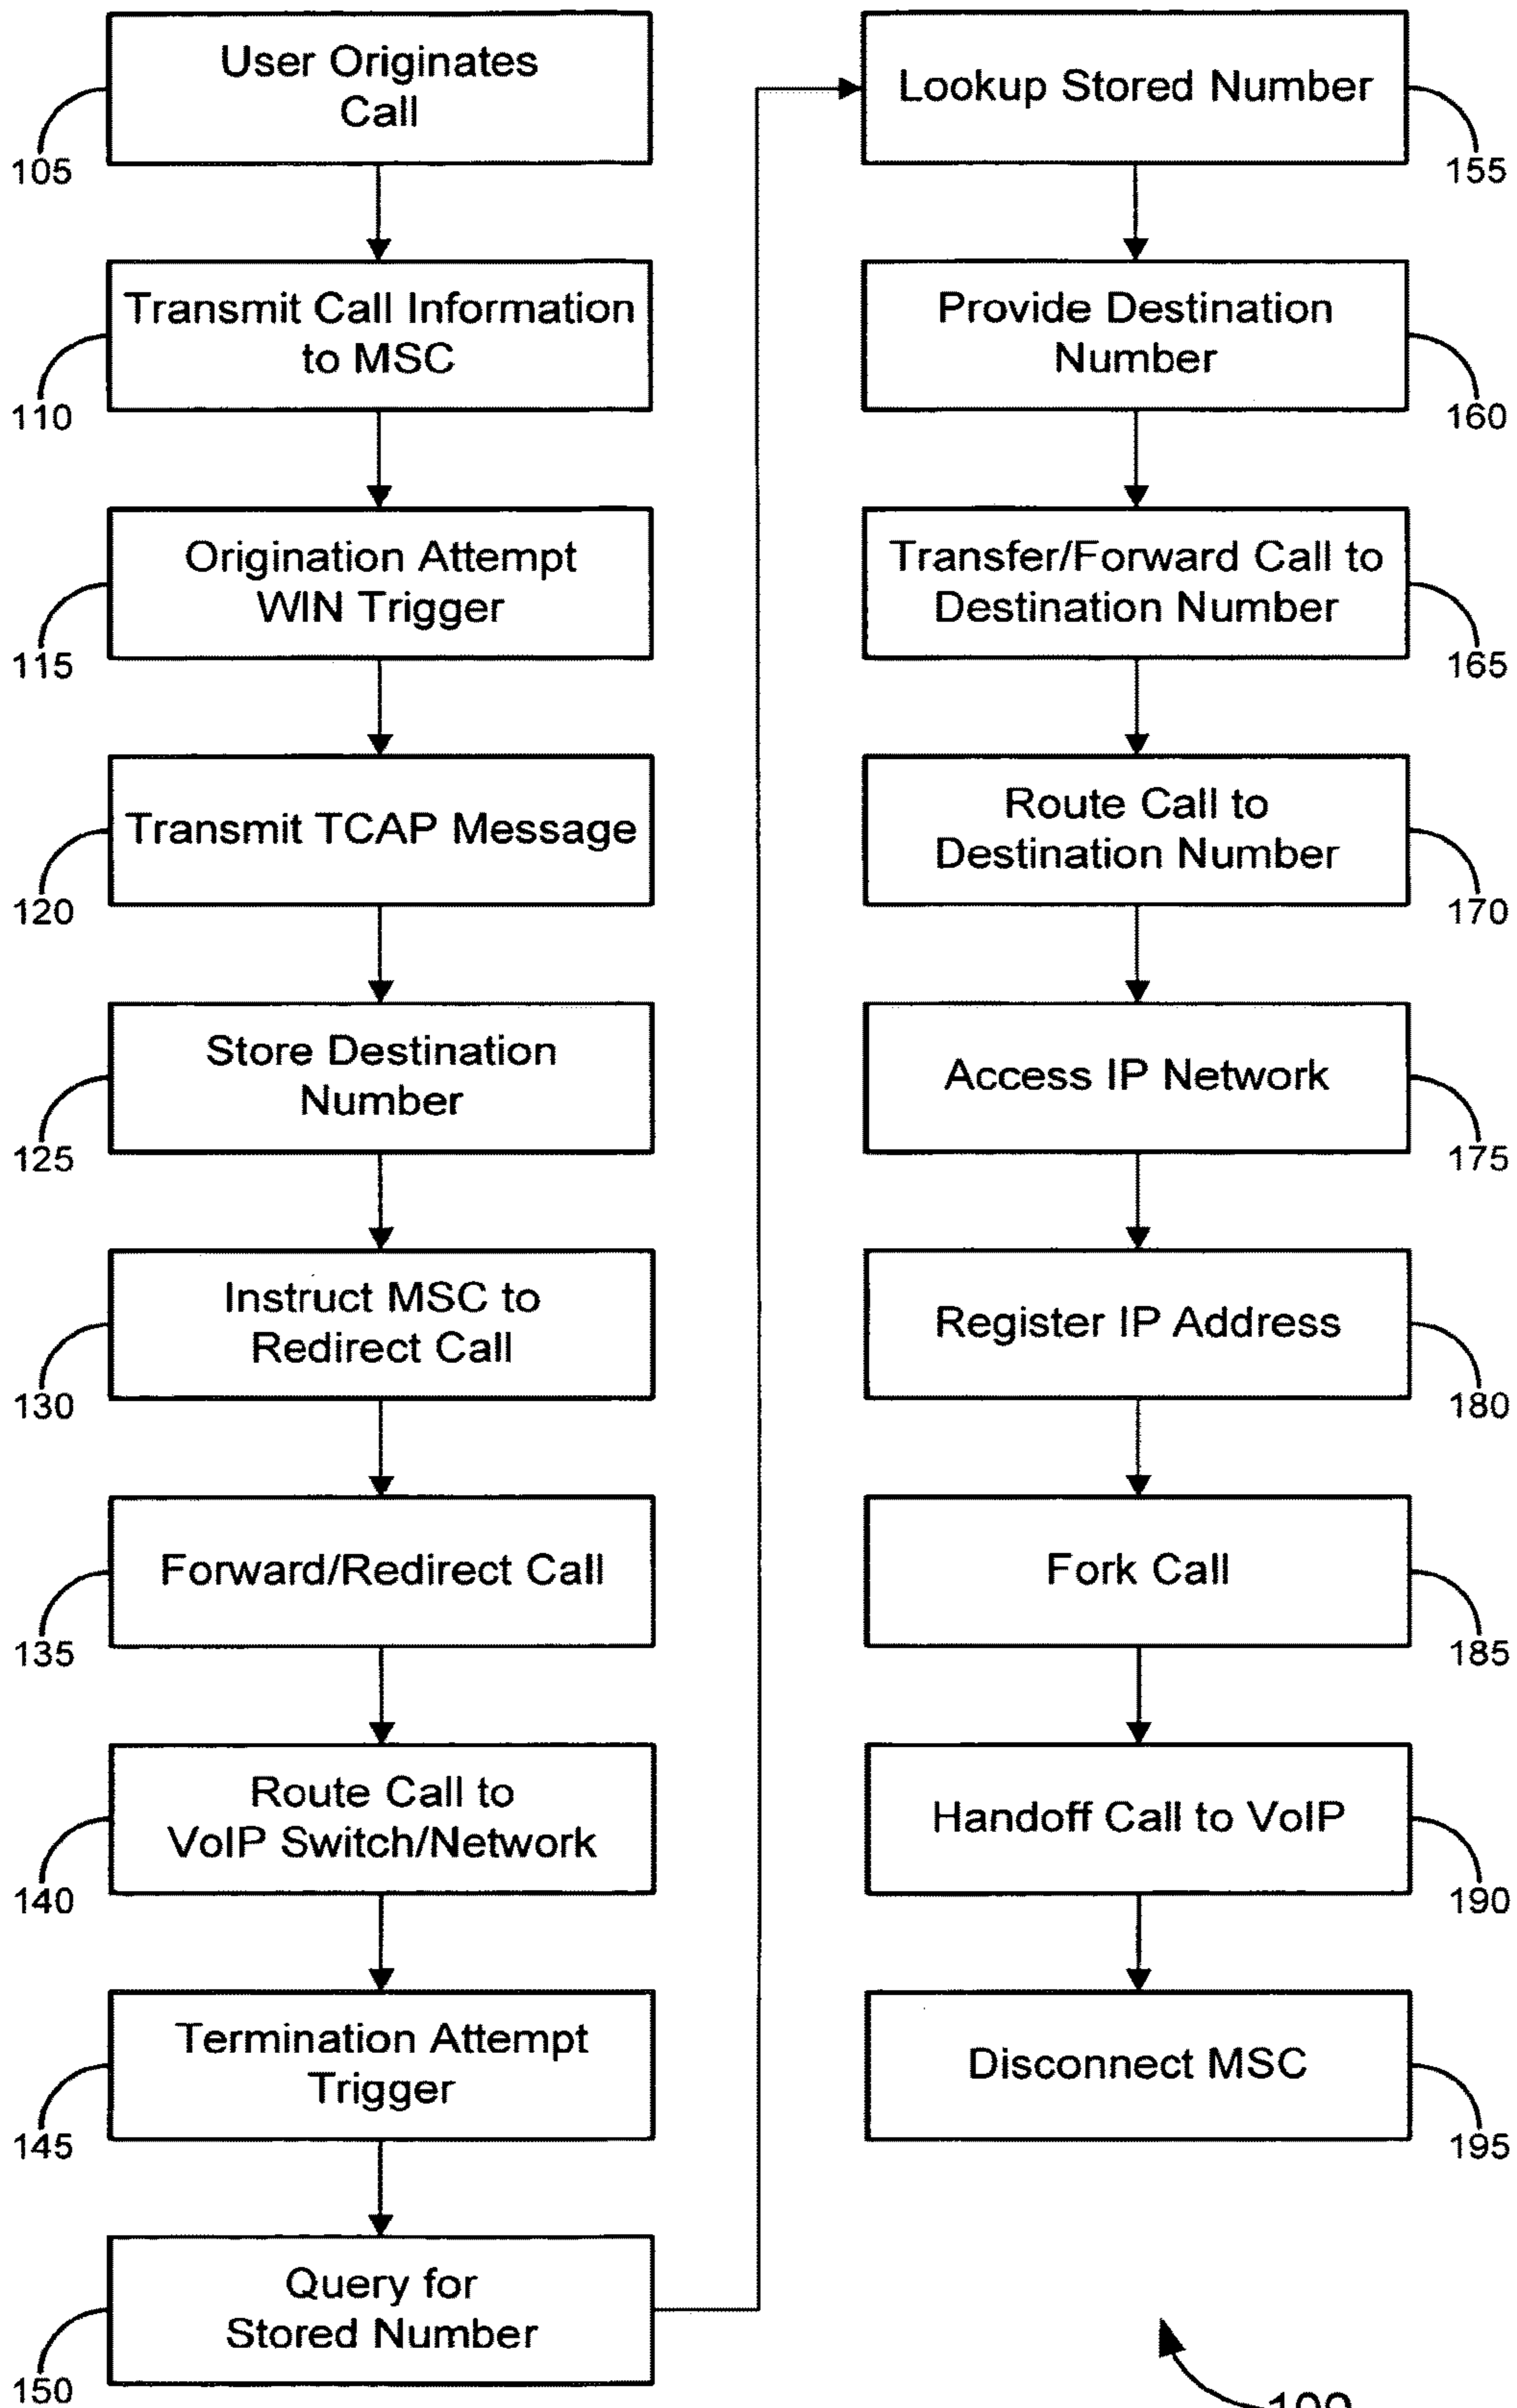 User Originates
Call
105
Transmit Call Information
to MSC
110
Origination Attempt
WIN Trigger
115
Transmit TCAP Message
120
Store Destination
Number
125
Instruct MSC to
Redirect Call
130
Forward/Redirect Call
135
Route Call to
VoIP Switch/Network
140
Termination Attempt
Trigger
145
Query for
Stored Number
150
Lookup Stored Number
155
Provide Destination
Number
160
Transfer/Forward Call to
Destination Number
165
Route Call to
Destination Number
170
Access IP Network
175
Register IP Address
180
Fork Call
185
Handoff Call to VoIP
190
Disconnect MSC
195